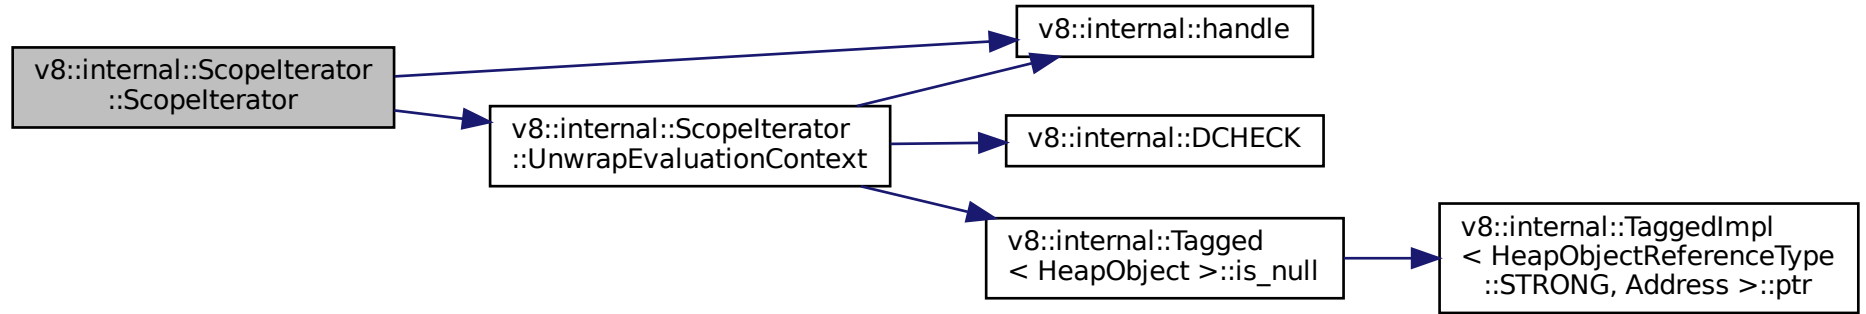 v8::internal::ScopeIterator
::ScopeIterator
v8::internal::handle
v8::internal::ScopeIterator
::UnwrapEvaluationContext
v8::internal::DCHECK
v8::internal::Tagged
< HeapObject >::is_null
v8::internal::TaggedImpl
< HeapObjectReferenceType
::STRONG, Address >::ptr